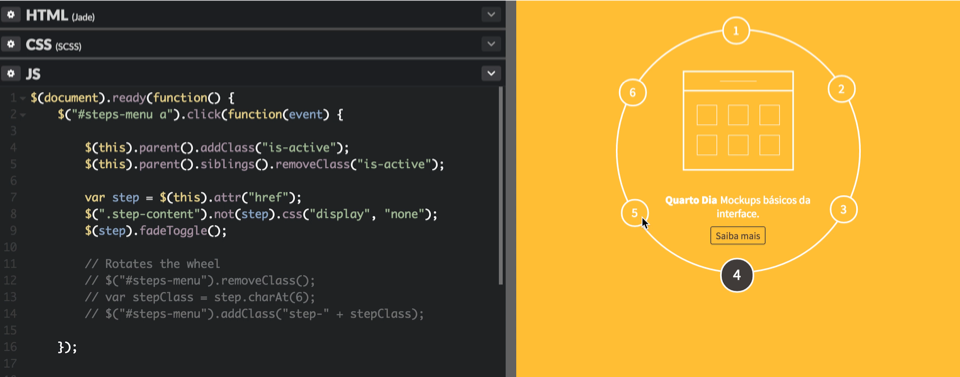 HTML (Jade)
CSS (SCSS)
JS
1 $(document).ready(function() {
2 $("#steps-menu a").click(function(event) {
3
4 $(this).parent().addClass("is-active");
5 $(this).parent().siblings().removeClass("is-active");
6
7 var step = $(this).attr("href");
8 $(".step-content").not(step).css("display", "none");
9 $(step).fadeToggle();
10
11 // Rotates the wheel
12 // $("#steps-menu").removeClass();
13 // var stepClass = step.charAt(6);
14 // $("#steps-menu").addClass("step-" + stepClass);
15
16 });
17
1
6
2
Quarto Dia Mockups básicos da
interface.
5
3
Saiba mais
4